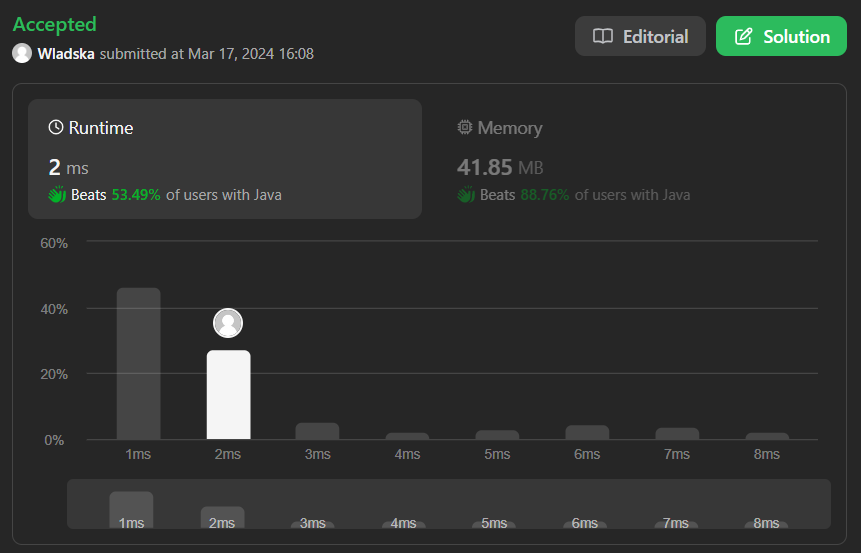 Accepted
Wladska submitted at Mar 17, 2024 16:08
Editorial
Solution
Runtime
2 ms
Beats 53.49% of users with Java
Memory
41.85 MB
Beats 88.76% of users with Java
60%
40%
20%
0%
1ms 2ms 3ms 4ms 5ms 6ms 7ms 8ms
1ms 2ms 3ms 4ms 5ms 6ms 7ms 8ms